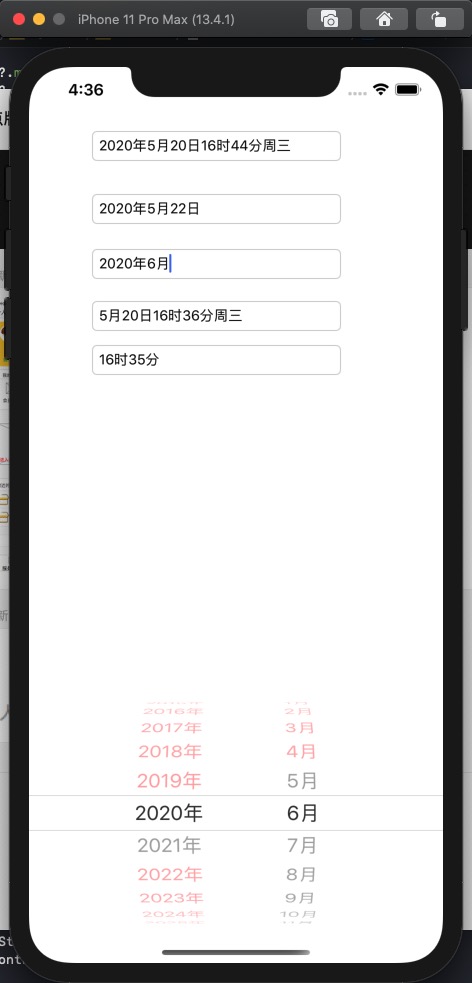 iPhone 11 Pro Max (13.4.1)
4:36
2020年5月20日16时44分周三
2020年5月22日
2020年6月
5月20日16时36分周三
16时35分
2016年 2月
2017年 3月
2018年 4月
2019年 5月
2020年 6月
2021年 7月
2022年 8月
2023年 9月
2024年 10月